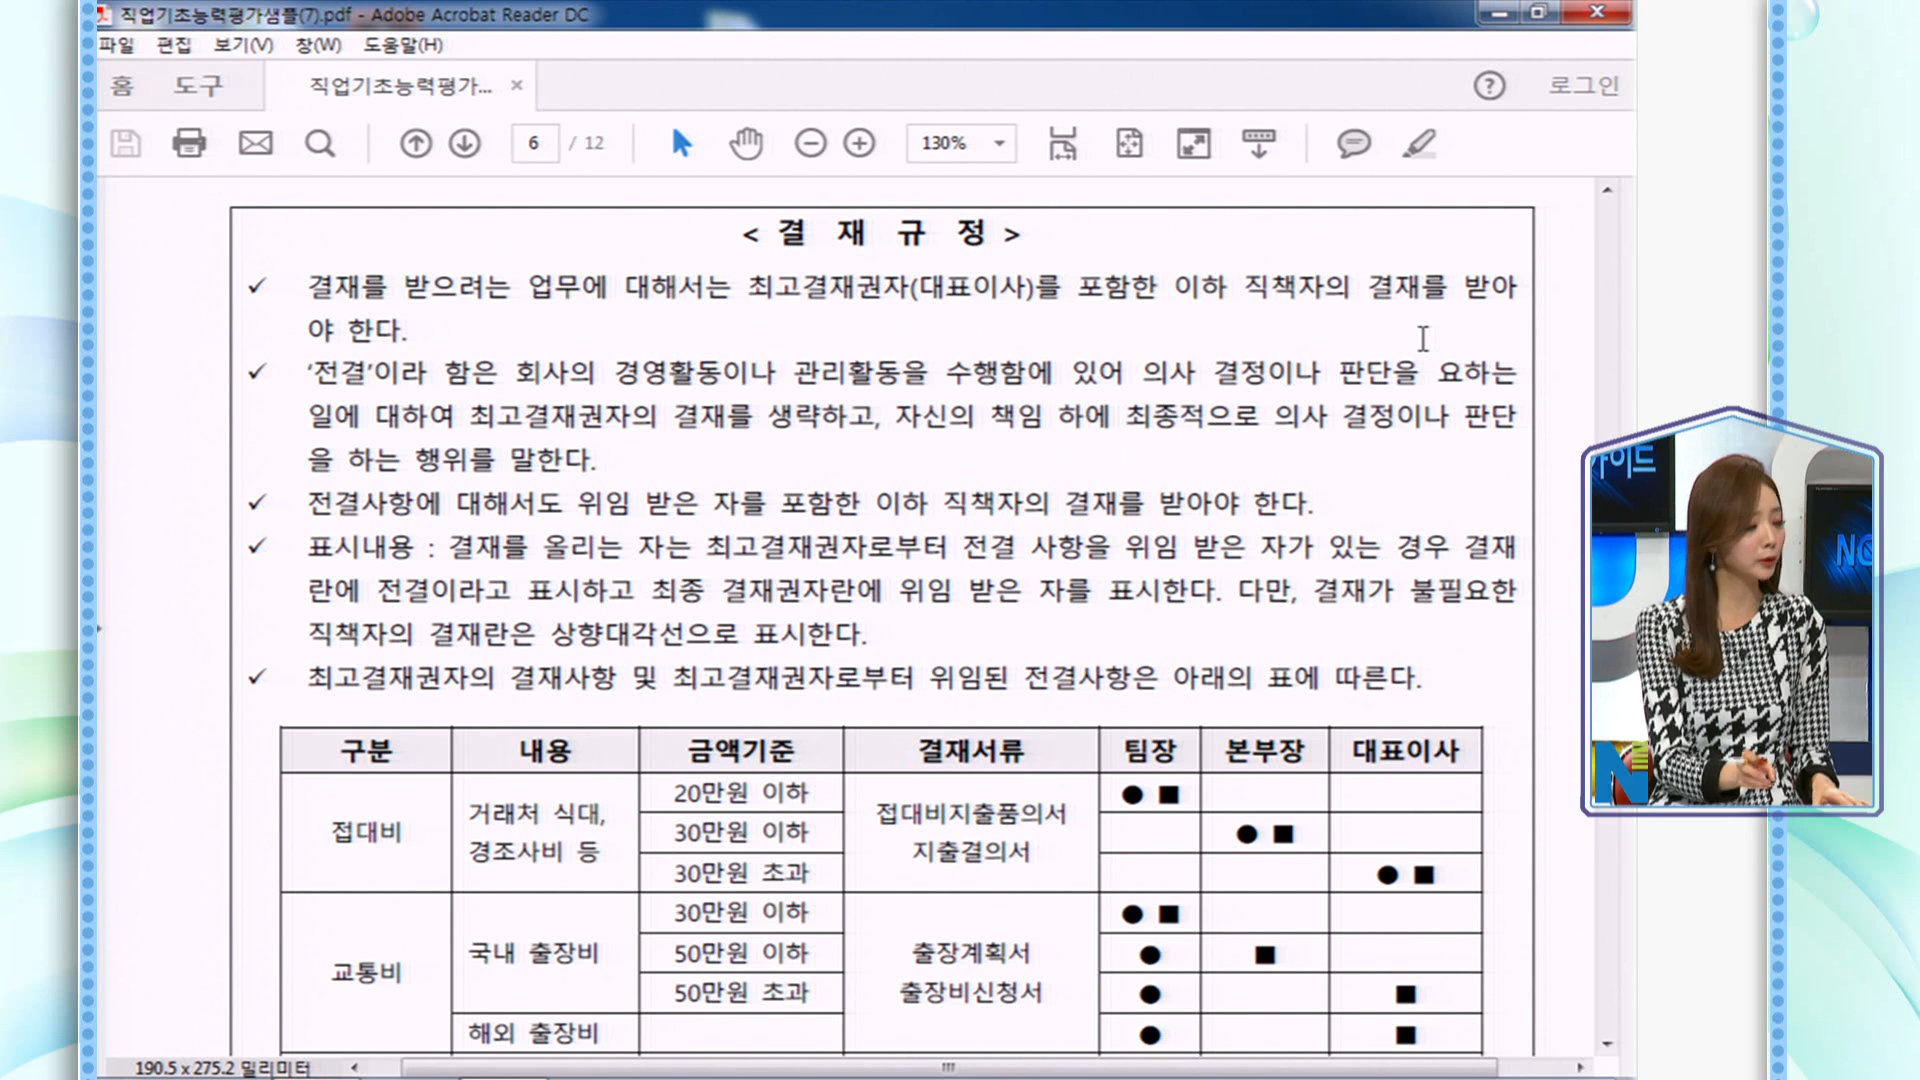 직업기초능력평가샘플(7).pdf - Adobe Acrobat Reader DC
파일 편집 보기(V) 창(W) 도움말(H)
홈 도구 직업기초능력평가... × ? 로그인
6 / 12 130%
< 결 재 규 정 >
✓ 결재를 받으려는 업무에 대해서는 최고결재권자(대표이사)를 포함한 이하 직책자의 결재를 받아
야 한다.
✓ ‘전결’이라 함은 회사의 경영활동이나 관리활동을 수행함에 있어 의사 결정이나 판단을 요하는
일에 대하여 최고결재권자의 결재를 생략하고, 자신의 책임 하에 최종적으로 의사 결정이나 판단
을 하는 행위를 말한다.
✓ 전결사항에 대해서도 위임 받은 자를 포함한 이하 직책자의 결재를 받아야 한다.
✓ 표시내용 : 결재를 올리는 자는 최고결재권자로부터 전결 사항을 위임 받은 자가 있는 경우 결재
란에 전결이라고 표시하고 최종 결재권자란에 위임 받은 자를 표시한다. 다만, 결재가 불필요한
직책자의 결재란은 상향대각선으로 표시한다.
✓ 최고결재권자의 결재사항 및 최고결재권자로부터 위임된 전결사항은 아래의 표에 따른다.
구분 내용 금액기준 결재서류 팀장 본부장 대표이사
접대비 거래처 식대, 경조사비 등 20만원 이하 접대비지출품의서 지출결의서 ● ■
30만원 이하 ● ■
30만원 초과 ● ■
교통비 국내 출장비 30만원 이하 출장계획서 출장비신청서 ● ■
50만원 이하 ● ■
50만원 초과 ● ■
해외 출장비 ● ■
190.5 x 275.2 밀리미터
가이드
N